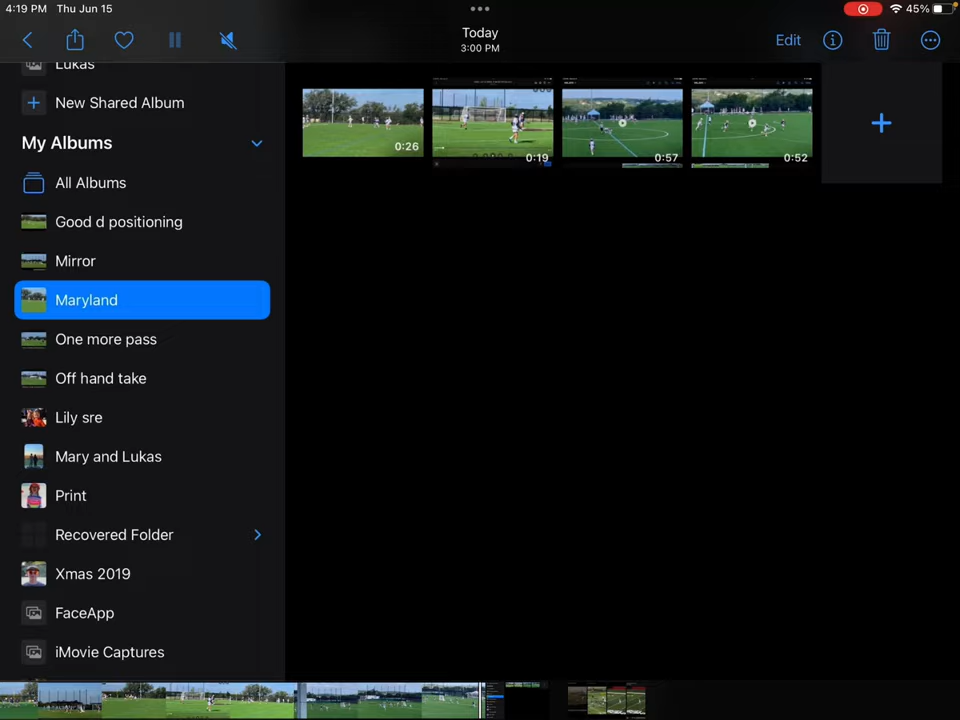 4:19 PM Thu Jun 15
45%
Today
3:00 PM
Edit
Lukas
New Shared Album
My Albums
All Albums
Good d positioning
Mirror
Maryland
One more pass
Off hand take
Lily sre
Mary and Lukas
Print
Recovered Folder
Xmas 2019
FaceApp
iMovie Captures
0:26
0:19
0:57
0:52